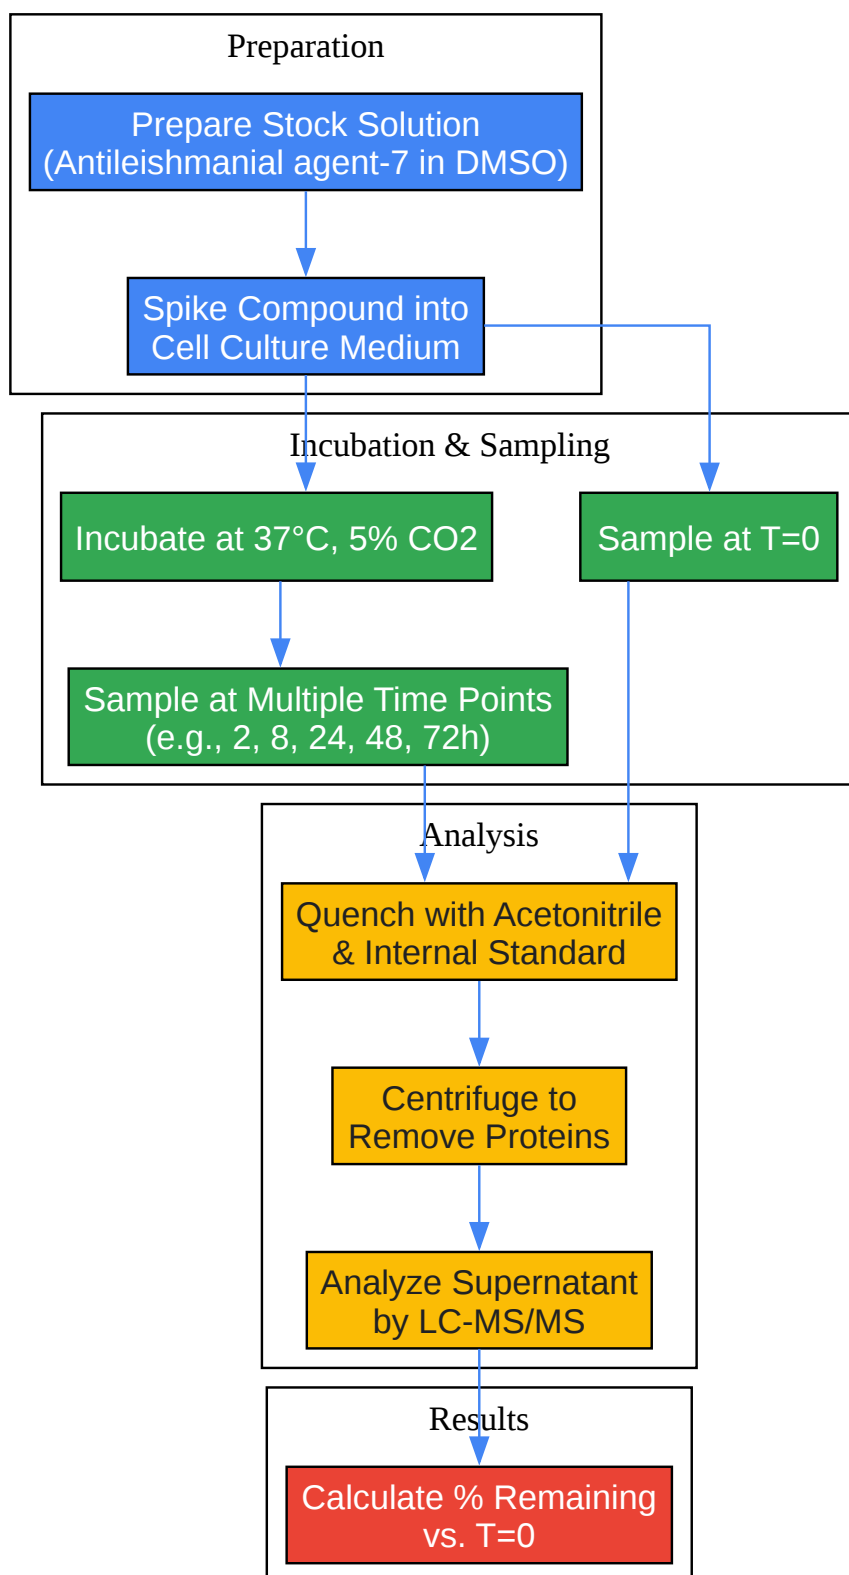 Preparation
Prepare Stock Solution
(Antileishmanial agent-7 in DMSO)
Spike Compound into
Cell Culture Medium
Incubation & Sampling
Incubate at 37°C, 5% CO2
Sample at T=0
Sample at Multiple Time Points
(e.g., 2, 8, 24, 48, 72h)
Analysis
Quench with Acetonitrile
& Internal Standard
Centrifuge to
Remove Proteins
Analyze Supernatant
by LC-MS/MS
Results
Calculate % Remaining
vs. T=0